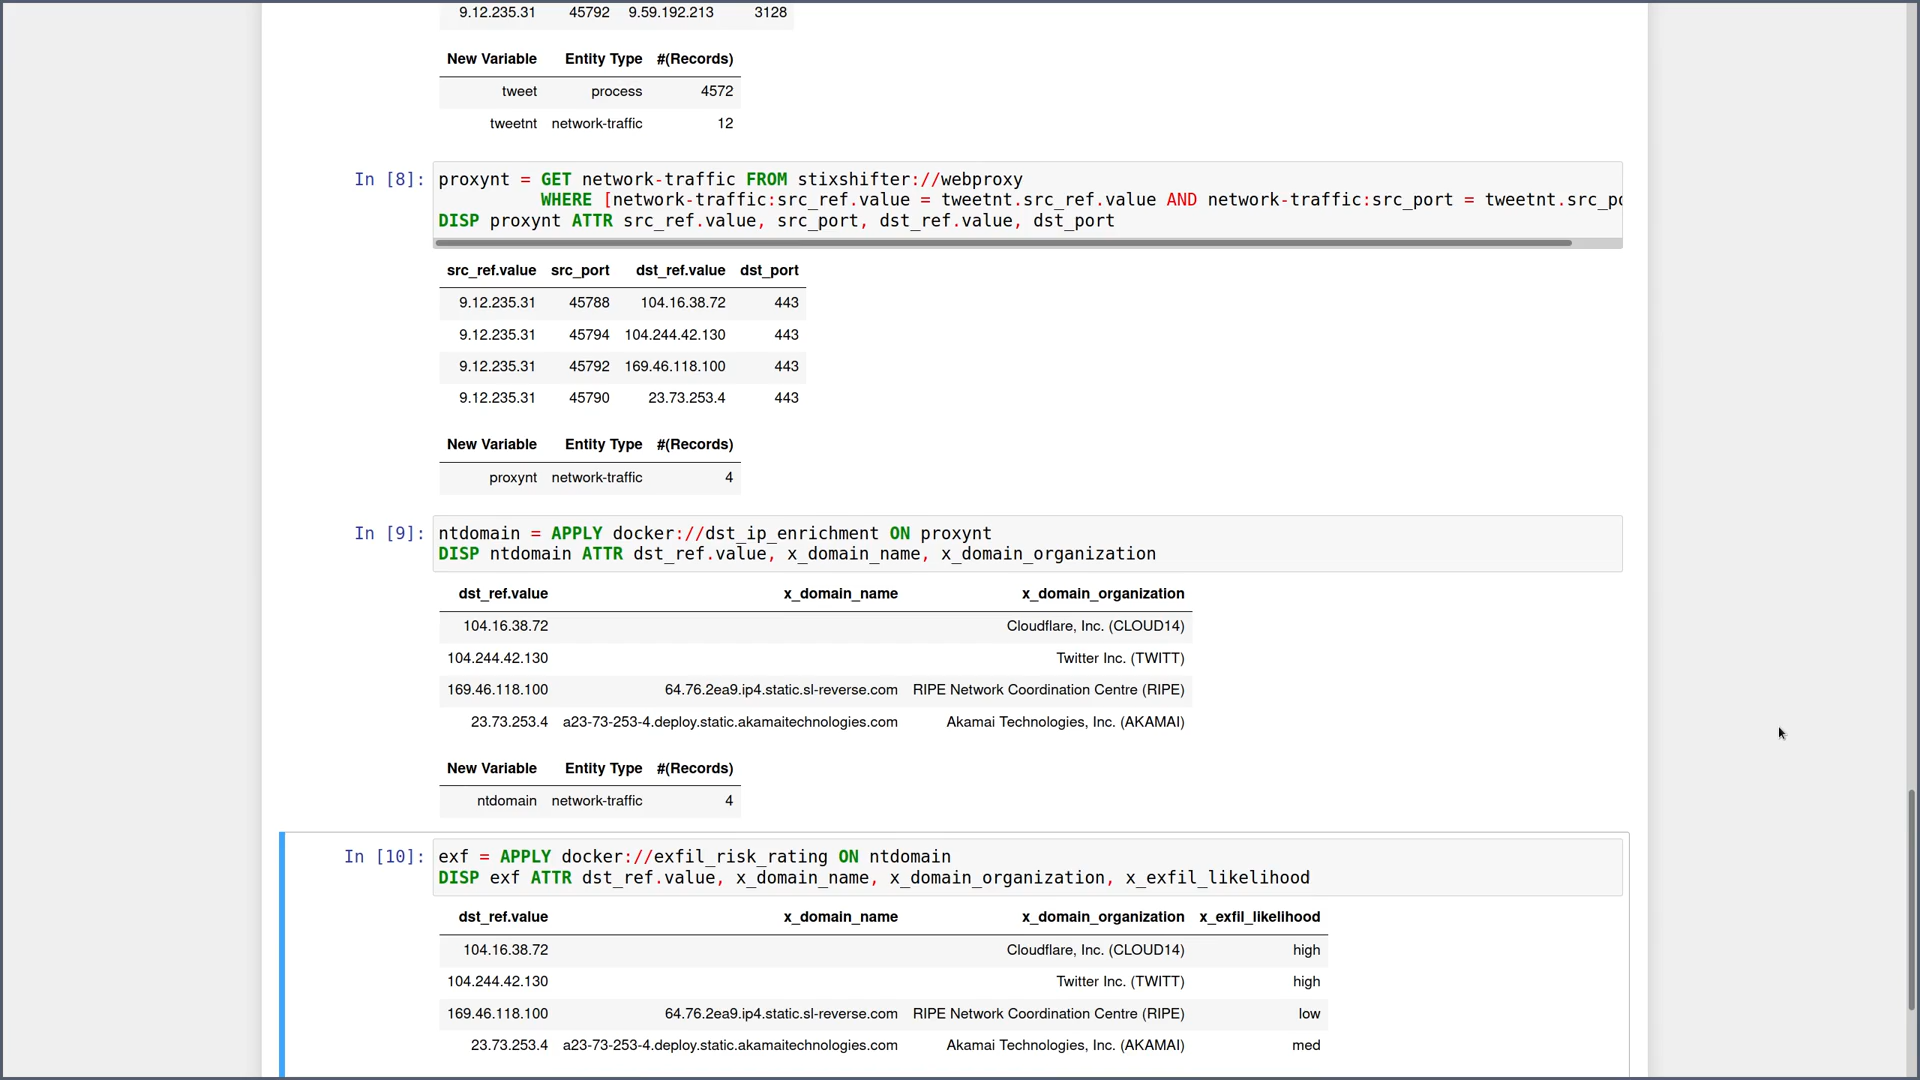 9.12.235.31 45792 9.59.192.213 3128
New Variable Entity Type #(Records)
tweet process 4572
tweetnt network-traffic 12
In [8]: proxynt = GET network-traffic FROM stixshifter://webproxy
WHERE [network-traffic:src_ref.value = tweetnt.src_ref.value AND network-traffic:src_port = tweetnt.src_po
DISP proxynt ATTR src_ref.value, src_port, dst_ref.value, dst_port
src_ref.value src_port dst_ref.value dst_port
9.12.235.31 45788 104.16.38.72 443
9.12.235.31 45794 104.244.42.130 443
9.12.235.31 45792 169.46.118.100 443
9.12.235.31 45790 23.73.253.4 443
New Variable Entity Type #(Records)
proxynt network-traffic 4
In [9]: ntdomain = APPLY docker://dst_ip_enrichment ON proxynt
DISP ntdomain ATTR dst_ref.value, x_domain_name, x_domain_organization
dst_ref.value x_domain_name x_domain_organization
104.16.38.72 Cloudflare, Inc. (CLOUD14)
104.244.42.130 Twitter Inc. (TWITT)
169.46.118.100 64.76.2ea9.ip4.static.sl-reverse.com RIPE Network Coordination Centre (RIPE)
23.73.253.4 a23-73-253-4.deploy.static.akamaitechnologies.com Akamai Technologies, Inc. (AKAMAI)
New Variable Entity Type #(Records)
ntdomain network-traffic 4
In [10]: exf = APPLY docker://exfil_risk_rating ON ntdomain
DISP exf ATTR dst_ref.value, x_domain_name, x_domain_organization, x_exfil_likelihood
dst_ref.value x_domain_name x_domain_organization x_exfil_likelihood
104.16.38.72 Cloudflare, Inc. (CLOUD14) high
104.244.42.130 Twitter Inc. (TWITT) high
169.46.118.100 64.76.2ea9.ip4.static.sl-reverse.com RIPE Network Coordination Centre (RIPE) low
23.73.253.4 a23-73-253-4.deploy.static.akamaitechnologies.com Akamai Technologies, Inc. (AKAMAI) med